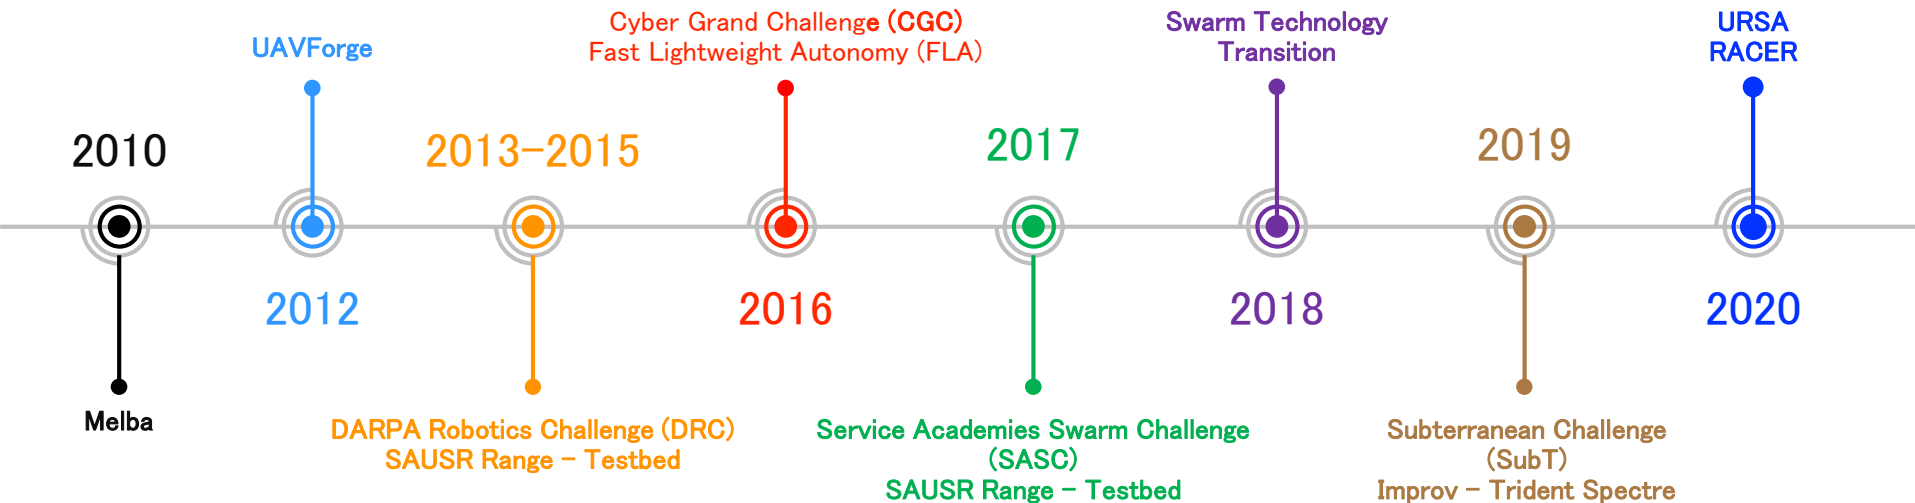 2010
Melba
UAVForge
2012
2013-2015
DARPA Robotics Challenge (DRC)
SAUSR Range - Testbed
Cyber Grand Challenge (CGC)
Fast Lightweight Autonomy (FLA)
2016
2017
Service Academies Swarm Challenge
(SASC)
SAUSR Range - Testbed
Swarm Technology
Transition
2018
2019
Subterranean Challenge
(SubT)
Improv - Trident Spectre
URSA
RACER
2020